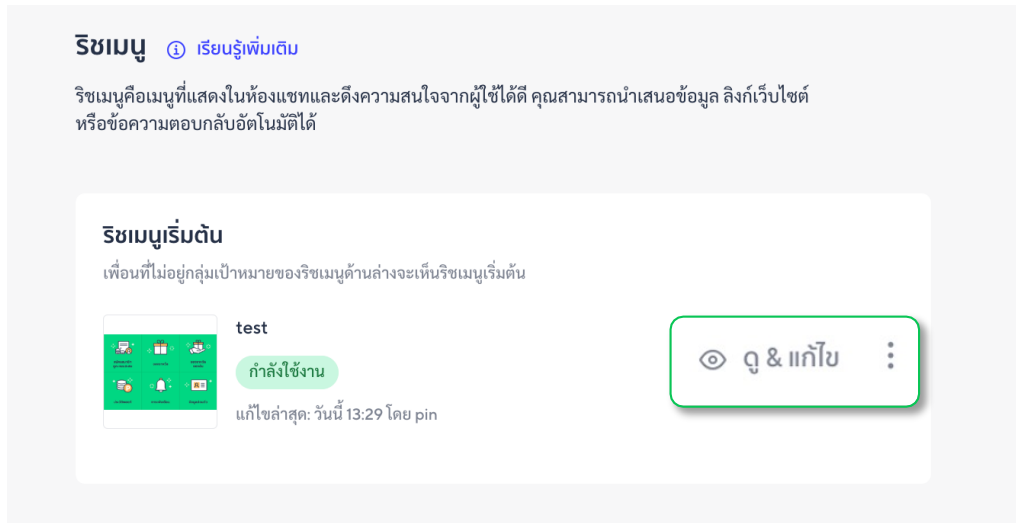 ริชเมนู เรียนรู้เพิ่มเติม
ริชเมนูคือเมนูที่แสดงในห้องแชทและดึงความสนใจจากผู้ใช้ได้ดี คุณสามารถนำเสนอข้อมูล ลิงก์เว็บไซต์
หรือข้อความตอบกลับอัตโนมัติได้
ริชเมนูเริ่มต้น
เพื่อนที่ไม่อยู่กลุ่มเป้าหมายของริชเมนูด้านล่างจะเห็นริชเมนูเริ่มต้น
test
กำลังใช้งาน
แก้ไขล่าสุด: วันนี้ 13:29 โดย pin
ดู & แก้ไข